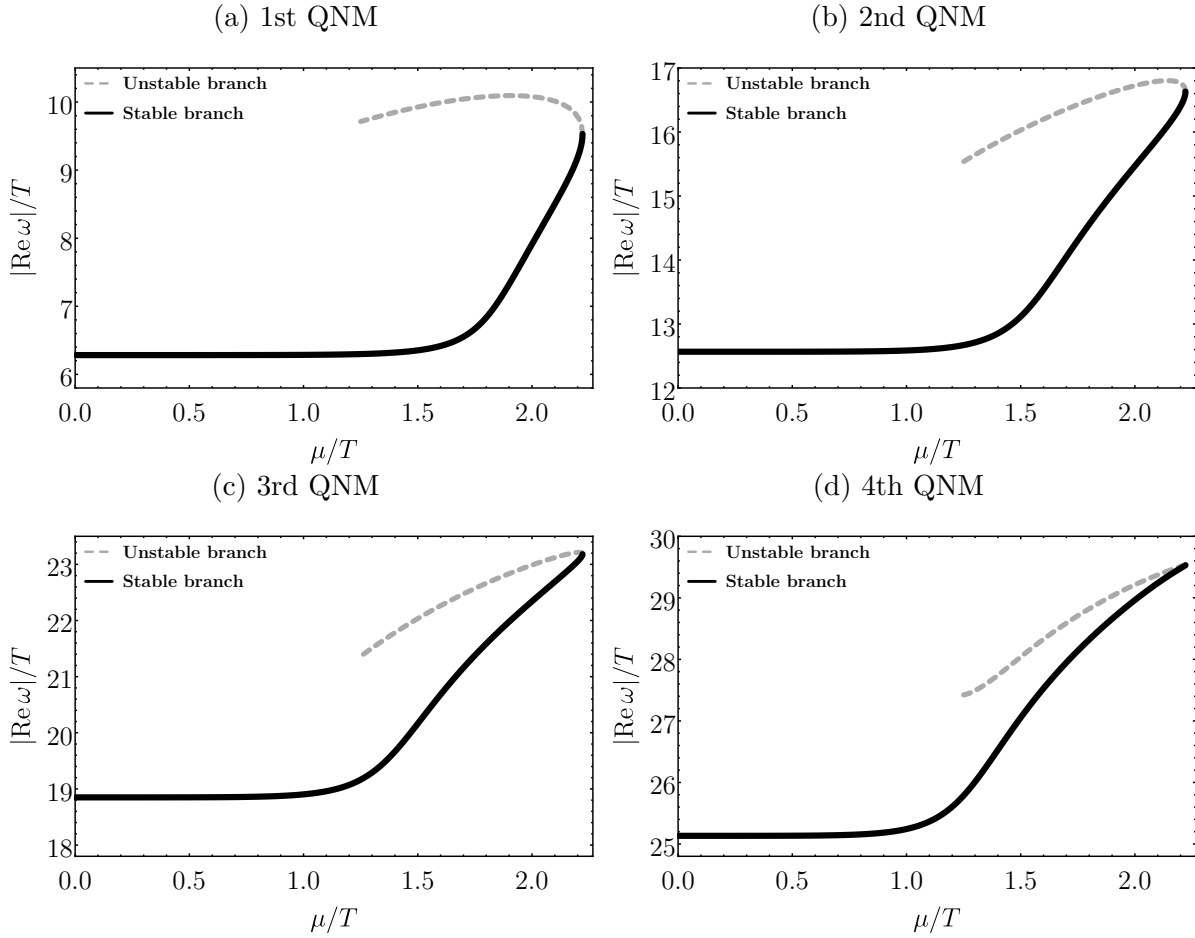 (a) 1st QNM
|Re ω|/T
Unstable branch
Stable branch
10
9
8
7
6
0.0 0.5 1.0 1.5 2.0
μ/T
(b) 2nd QNM
|Re ω|/T
Unstable branch
Stable branch
17
16
15
14
13
12
0.0 0.5 1.0 1.5 2.0
μ/T
(c) 3rd QNM
|Re ω|/T
Unstable branch
Stable branch
23
22
21
20
19
18
0.0 0.5 1.0 1.5 2.0
μ/T
(d) 4th QNM
|Re ω|/T
Unstable branch
Stable branch
30
29
28
27
26
25
0.0 0.5 1.0 1.5 2.0
μ/T